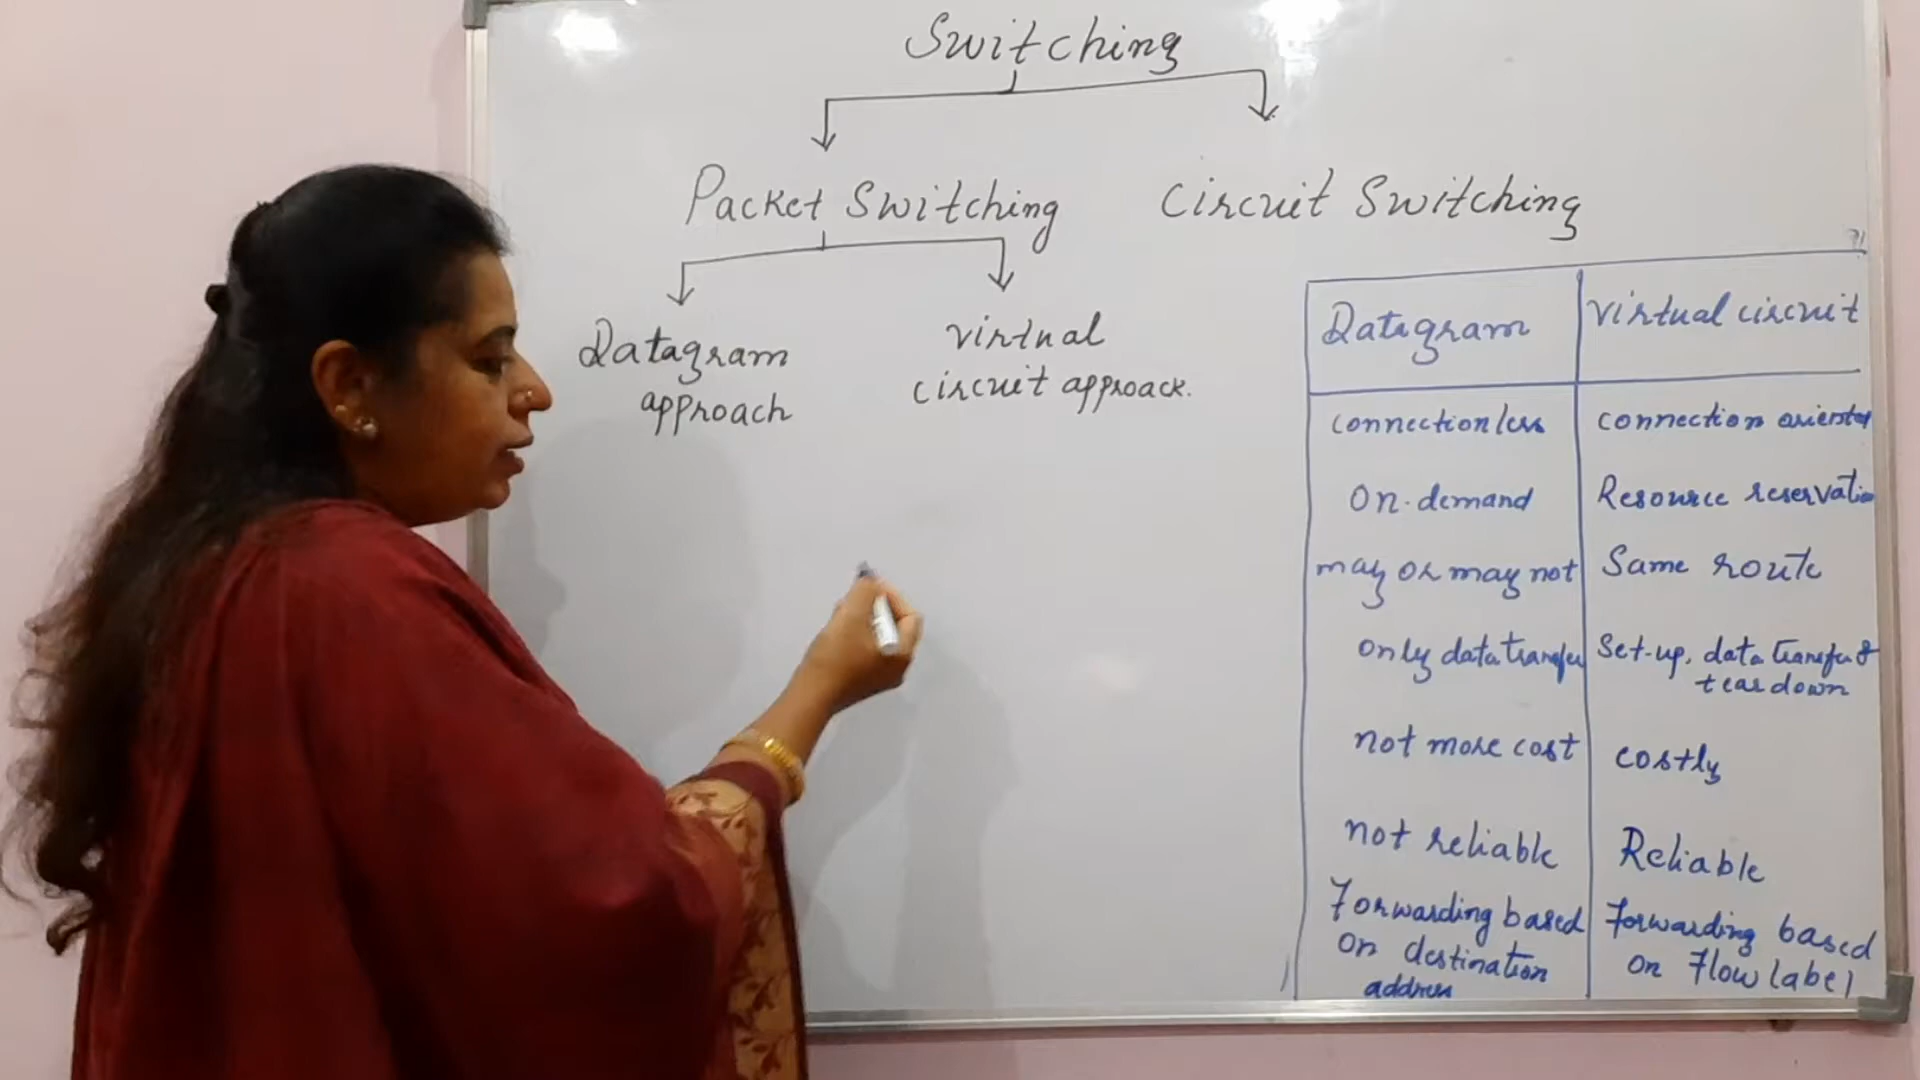 Switching
Packet Switching
Circuit Switching
Datagram
approach
virtual
circuit approach.
Datagram
Virtual circuit
connectionless
connection oriented
On-demand
Resource reservation
may or may not
Same route
only data transfer
Set-up, data transfer &
teardown
not more cost
costly
not reliable
Reliable
Forwarding based
on destination
address
Forwarding based
on Flow label